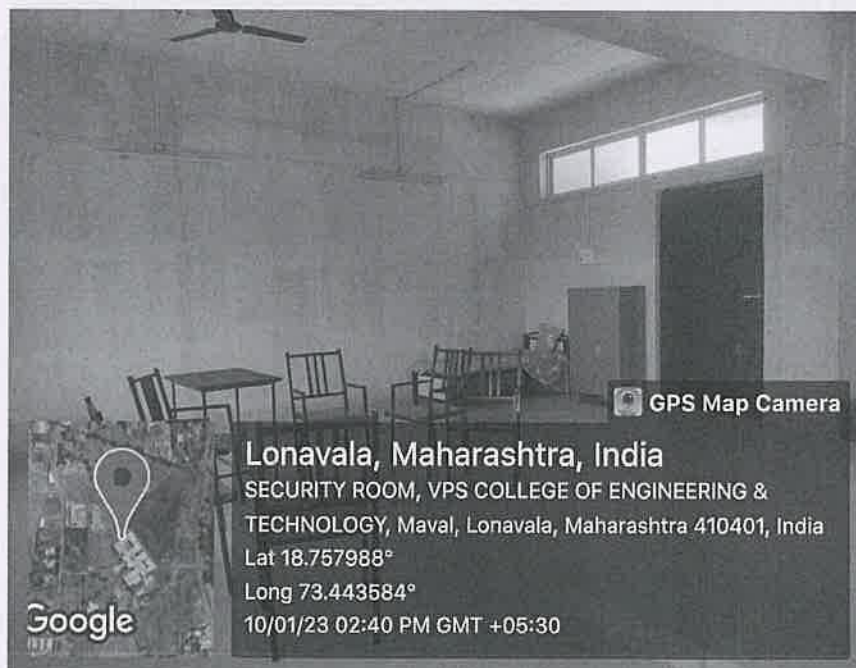 GPS Map Camera
Lonavala, Maharashtra, India
SECURITY ROOM, VPS COLLEGE OF ENGINEERING &
TECHNOLOGY, Maval, Lonavala, Maharashtra 410401, India
Lat 18.757988°
Long 73.443584°
10/01/23 02:40 PM GMT +05:30
Google